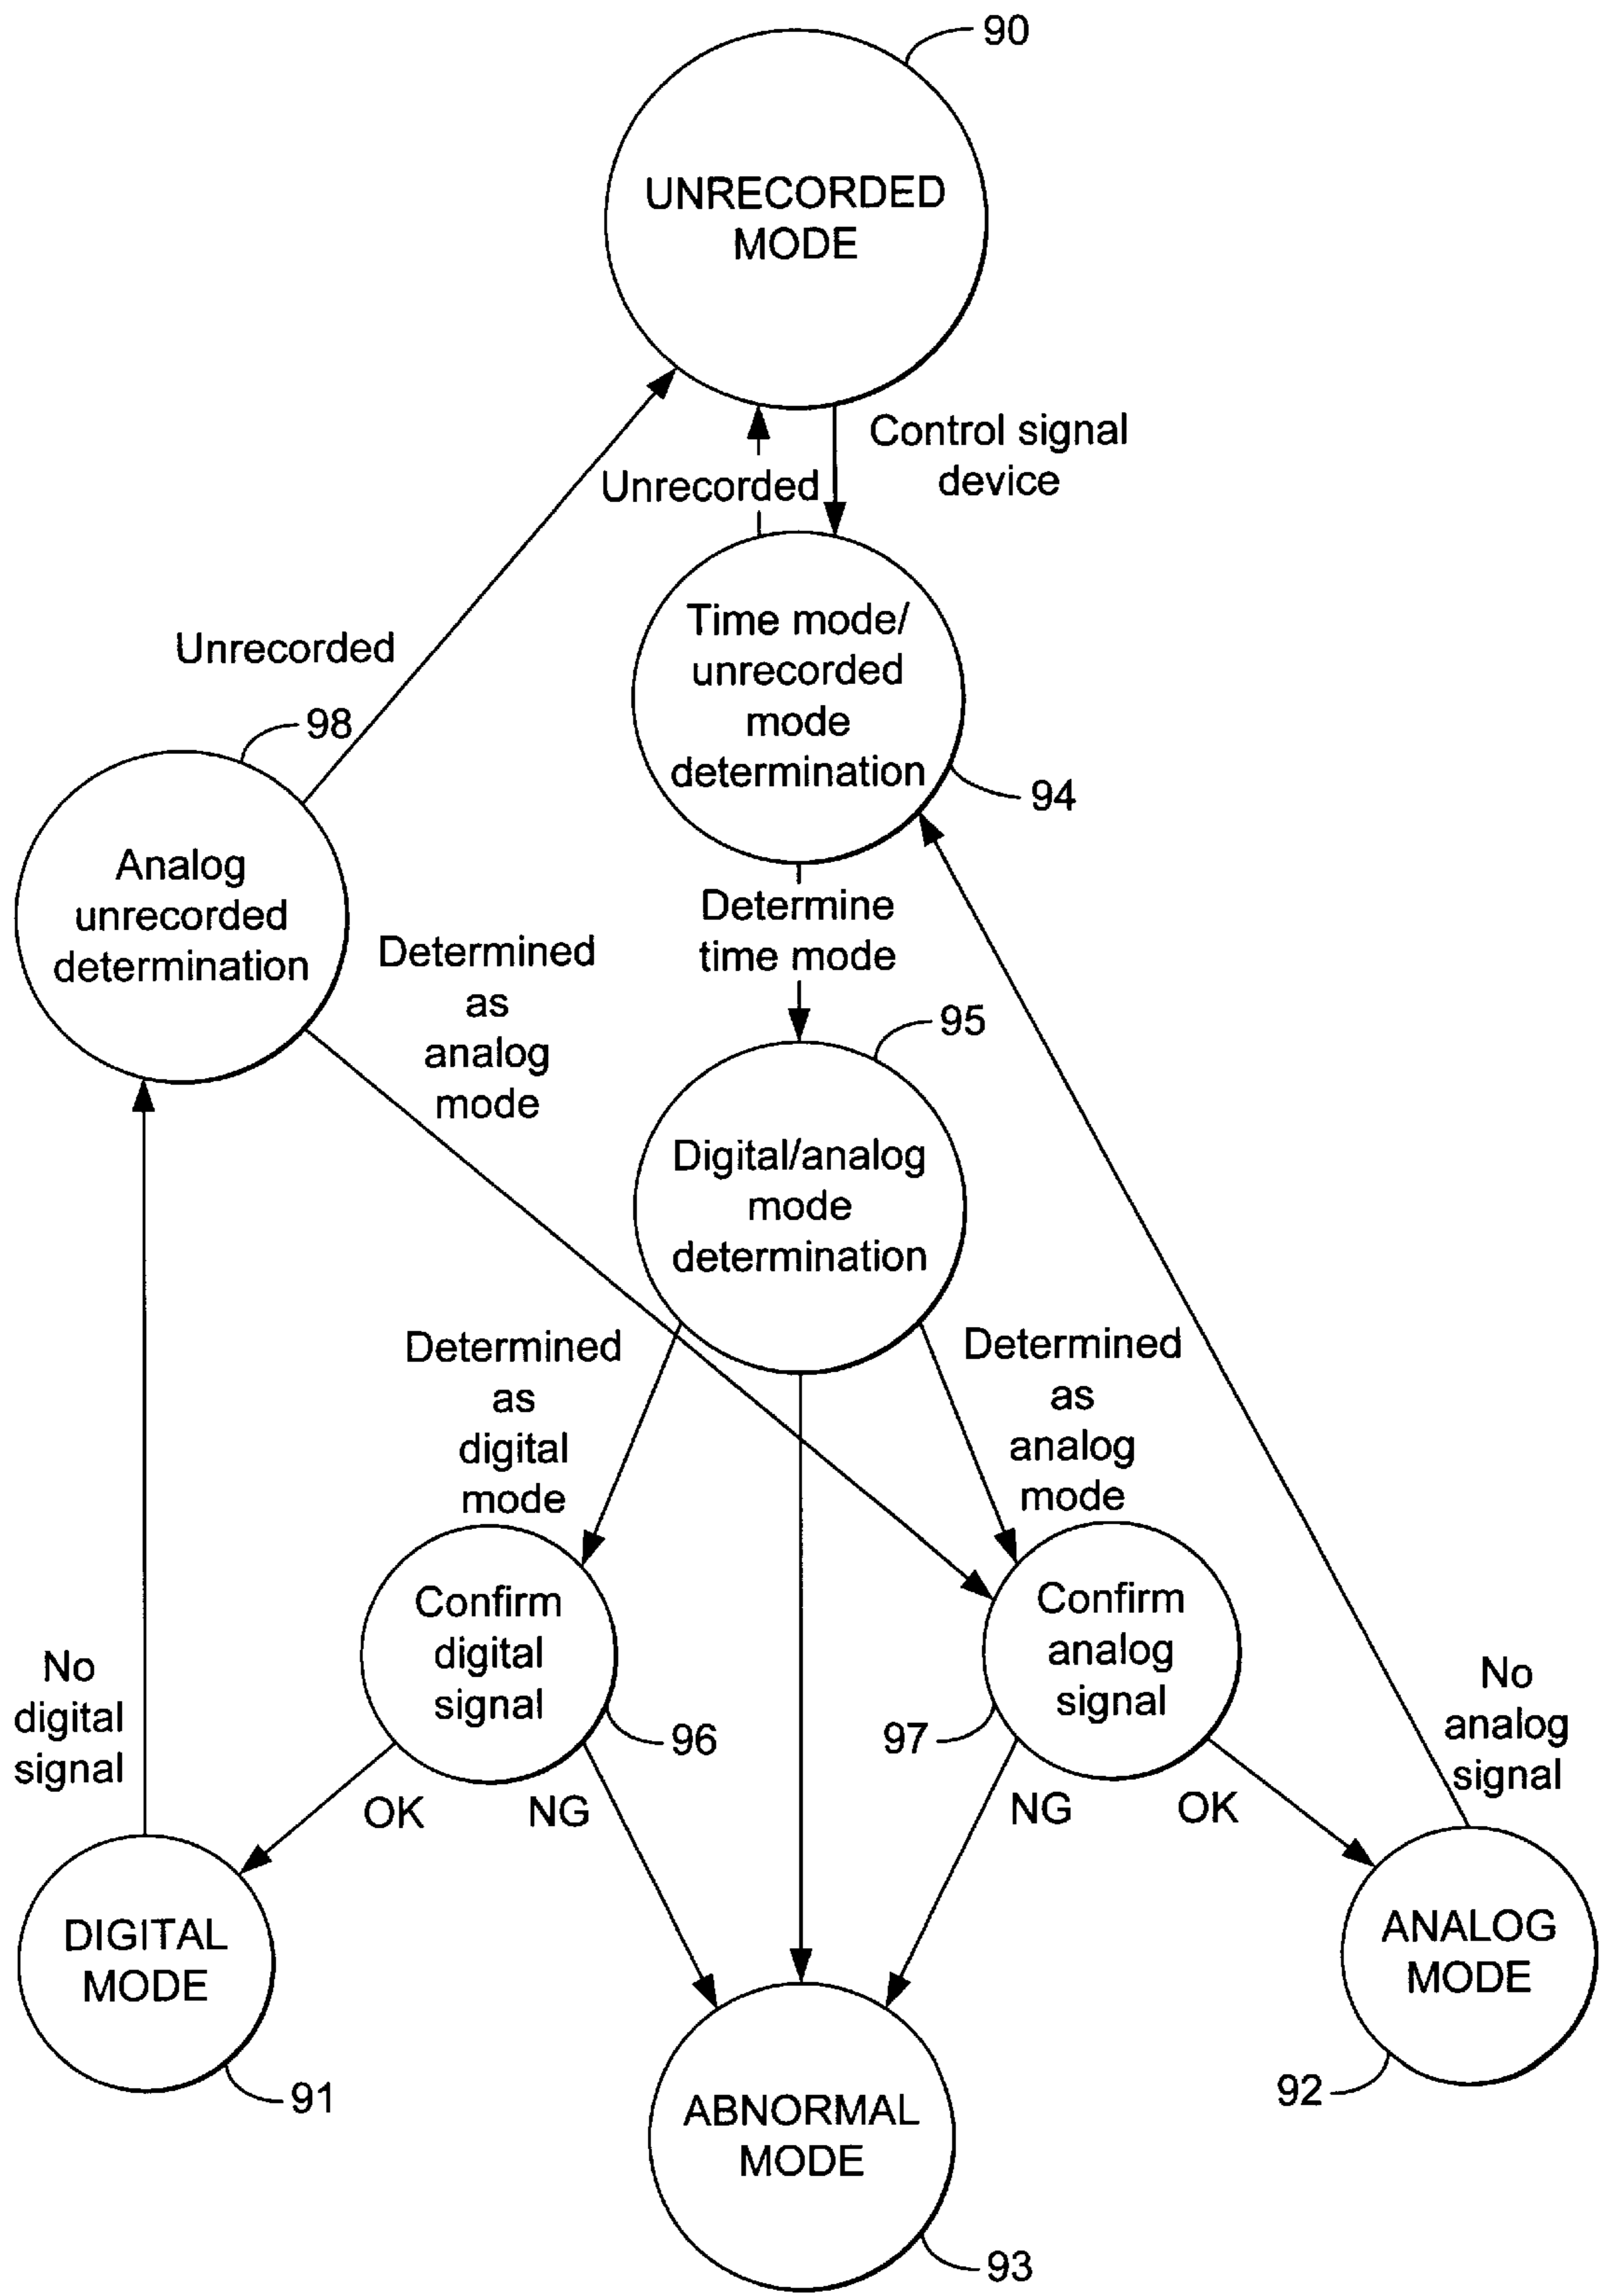 90
UNRECORDED
MODE
Control signal
device
Unrecorded
Time mode/
unrecorded
mode
determination
94
Unrecorded
98
Analog
unrecorded
determination
Determined
as
analog
mode
Determine
time mode
95
Digital/analog
mode
determination
Determined
as
digital
mode
Determined
as
analog
mode
Confirm
digital
signal
96
Confirm
analog
signal
97
No
digital
signal
No
analog
signal
OK
NG
NG
OK
DIGITAL
MODE
91
ANALOG
MODE
92
ABNORMAL
MODE
93